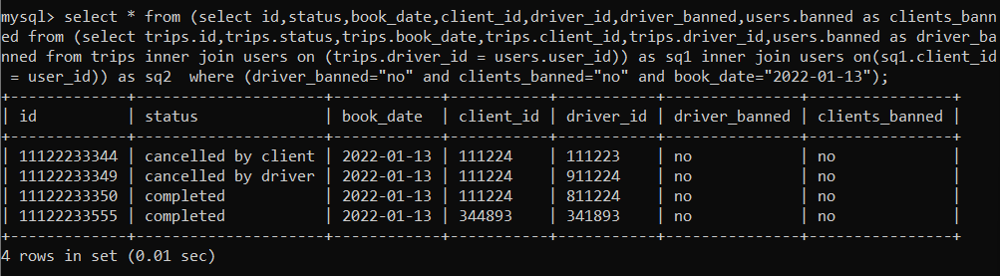 mysql> select * from (select id,status,book_date,client_id,driver_id,driver_banned,users.banned as clients_bann
ed from (select trips.id,trips.status,trips.book_date,trips.client_id,trips.driver_id,users.banned as driver_ba
nned from trips inner join users on (trips.driver_id = users.user_id)) as sq1 inner join users on(sq1.client_id
 = user_id)) as sq2  where (driver_banned="no" and clients_banned="no" and book_date="2022-01-13");
+-------------+---------------------+------------+-----------+-----------+---------------+----------------+
| id          | status              | book_date  | client_id | driver_id | driver_banned | clients_banned |
+-------------+---------------------+------------+-----------+-----------+---------------+----------------+
| 11122233344 | cancelled by client | 2022-01-13 | 111224    | 111223    | no            | no             |
| 11122233349 | cancelled by driver | 2022-01-13 | 111224    | 911224    | no            | no             |
| 11122233350 | completed           | 2022-01-13 | 111224    | 811224    | no            | no             |
| 11122233555 | completed           | 2022-01-13 | 344893    | 341893    | no            | no             |
+-------------+---------------------+------------+-----------+-----------+---------------+----------------+
4 rows in set (0.01 sec)